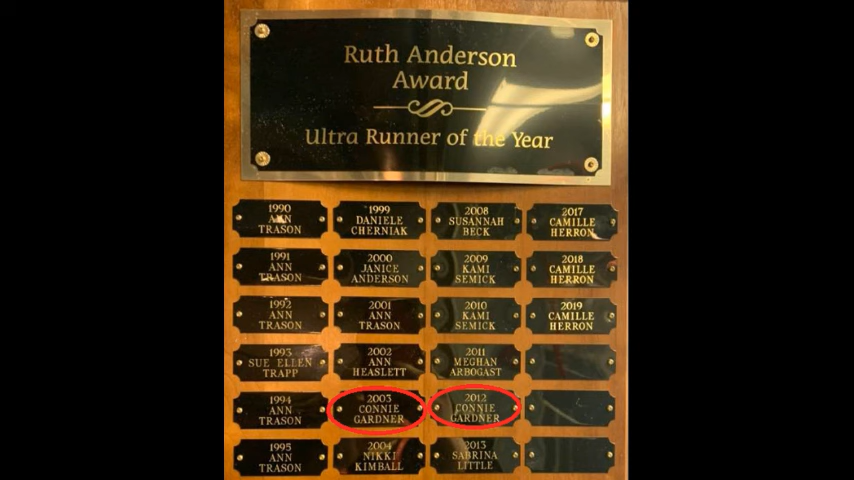 Ruth Anderson
Award
Ultra Runner of the Year
1990
ANN
TRASON
1991
ANN
TRASON
1992
ANN
TRASON
1993
SUE ELLEN
TRAPP
1994
ANN
TRASON
1995
ANN
TRASON
1999
DANIELE
CHERNIAK
2000
JANICE
ANDERSON
2001
ANN
TRASON
2002
ANN
HEASLETT
2003
CONNIE
GARDNER
2004
NIKKI
KIMBALL
2008
SUSANNAH
BECK
2009
KAMI
SEMICK
2010
KAMI
SEMICK
2011
MEGHAN
ARBOGAST
2012
CONNIE
GARDNER
2013
SABRINA
LITTLE
2017
CAMILLE
HERRON
2018
CAMILLE
HERRON
2019
CAMILLE
HERRON